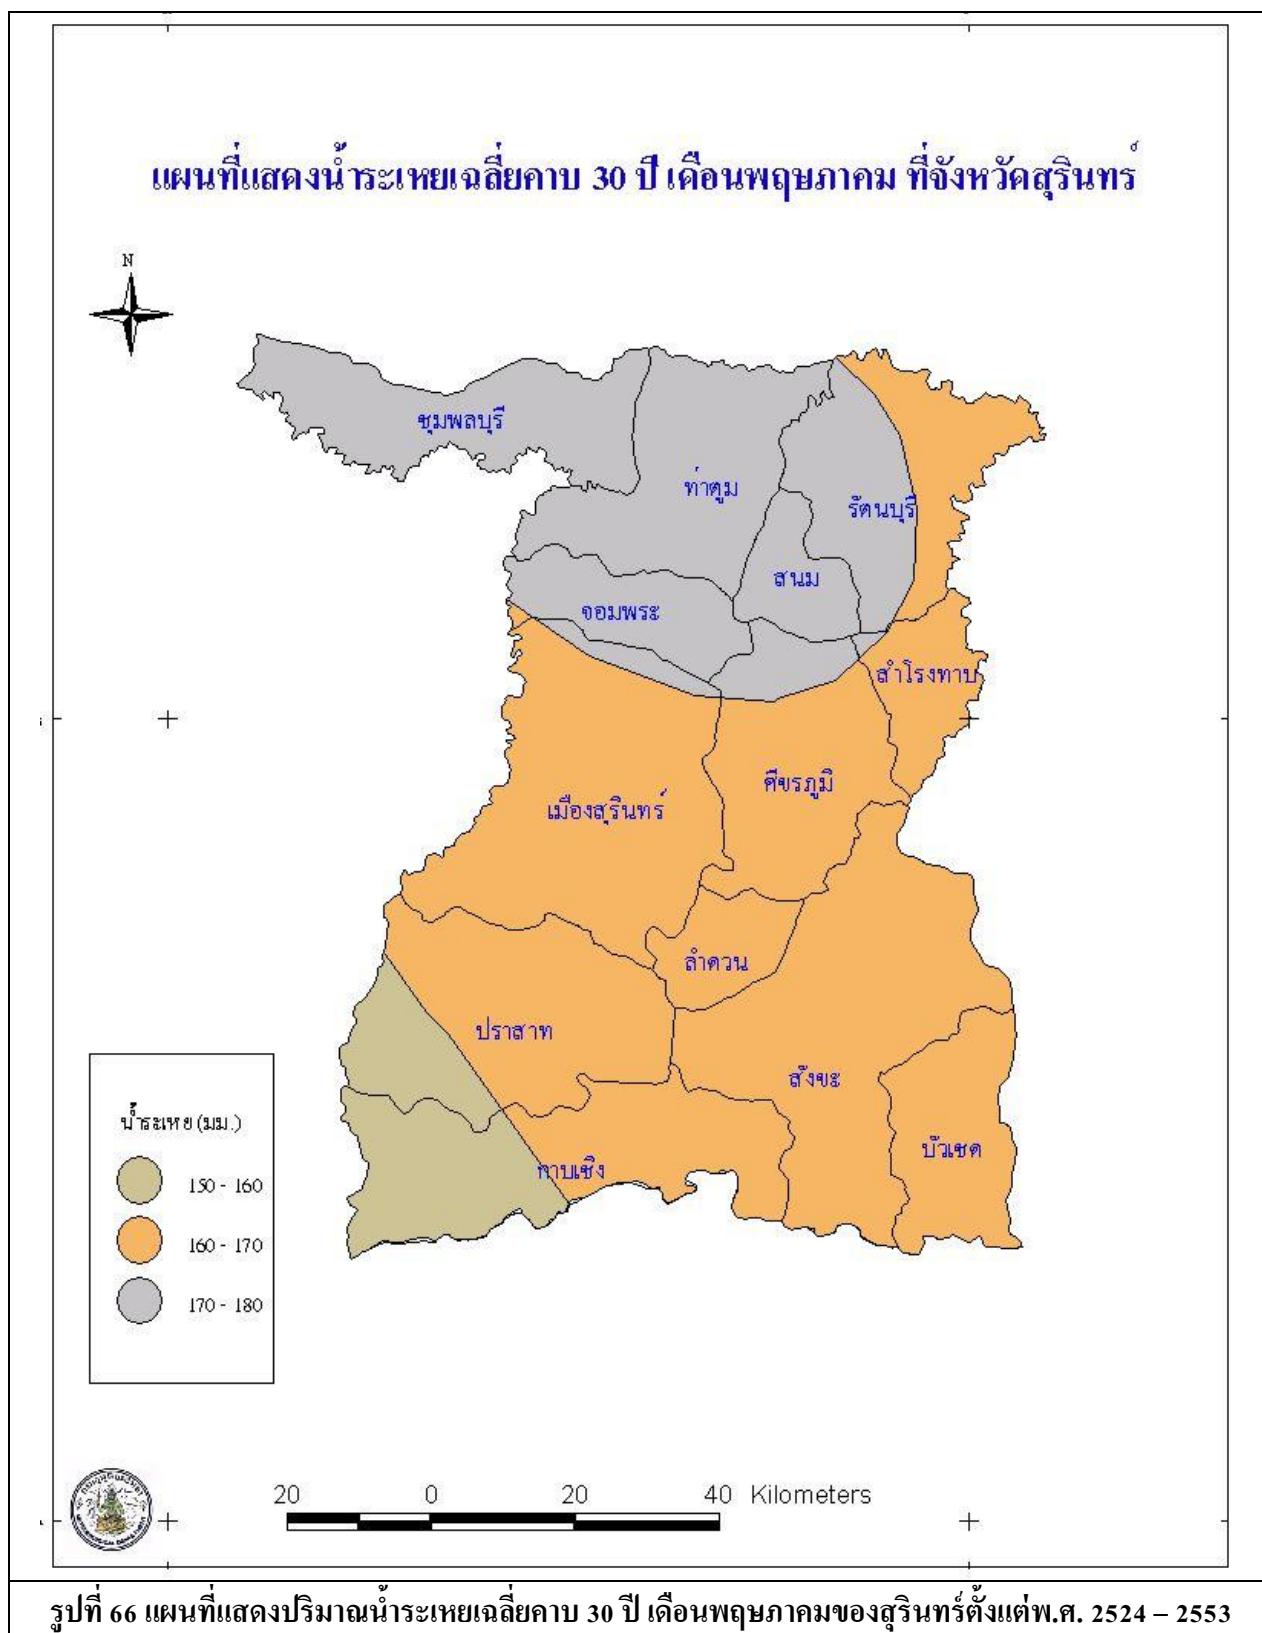 แผนที่แสดงน้ำระเหยเฉลี่ยคาบ 30 ปี เดือนพฤษภาคม ที่จังหวัดสุรินทร์
N
ชุมพลบุรี
ท่าตูม
รัตนบุรี
สนม
จอมพระ
สำโรงทาบ
ศีขรภูมิ
เมืองสุรินทร์
ลำดวน
ปราสาท
สังขะ
บัวเชด
กาบเชิง
น้ำระเหย (มม.)
150 - 160
160 - 170
170 - 180
20 0 20 40 Kilometers
รูปที่ 66 แผนที่แสดงปริมาณน้ำระเหยเฉลี่ยคาบ 30 ปี เดือนพฤษภาคมของสุรินทร์ตั้งแต่พ.ศ. 2524 – 2553